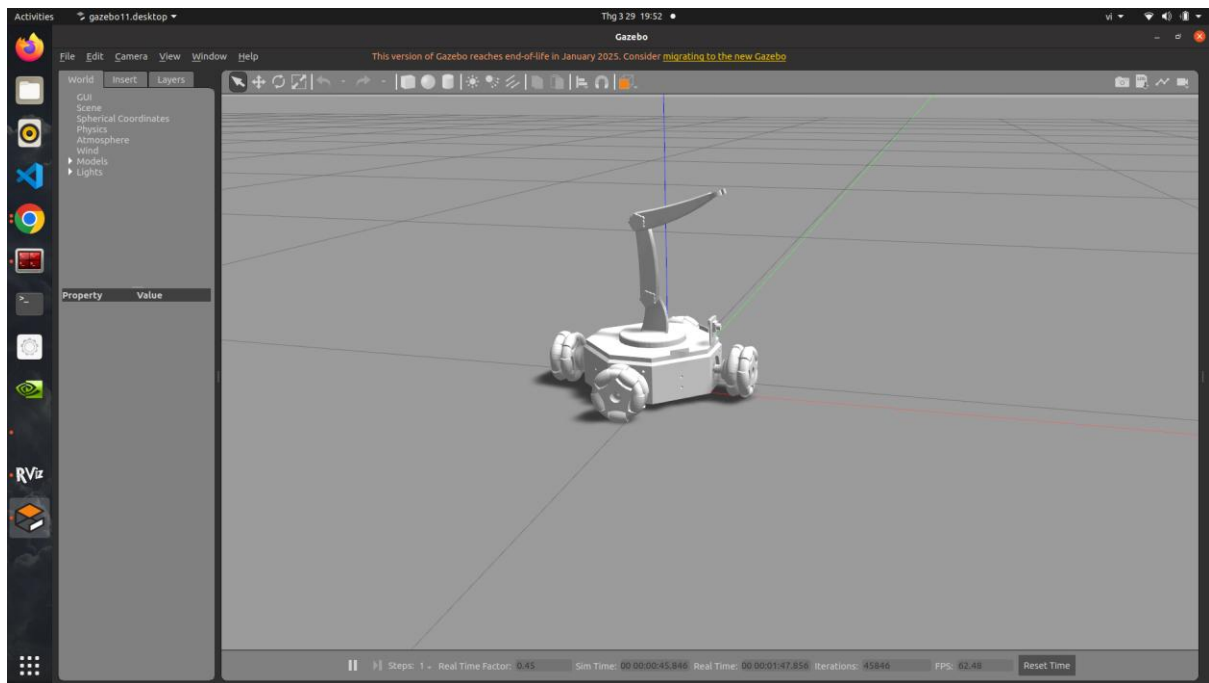 Activities gazebo11.desktop Thg 3 29 19:52 vi
Gazebo
File Edit Camera View Window Help This version of Gazebo reaches end-of-life in January 2025. Consider migrating to the new Gazebo
World Insert Layers
GUI
Scene
Spherical Coordinates
Physics
Atmosphere
Wind
Models
Lights
Property Value
RViz
Steps: 1 Real Time Factor: 0.45 Sim Time: 00 00:00:45.846 Real Time: 00 00:01:47.856 Iterations: 45846 FPS: 62.48 Reset Time